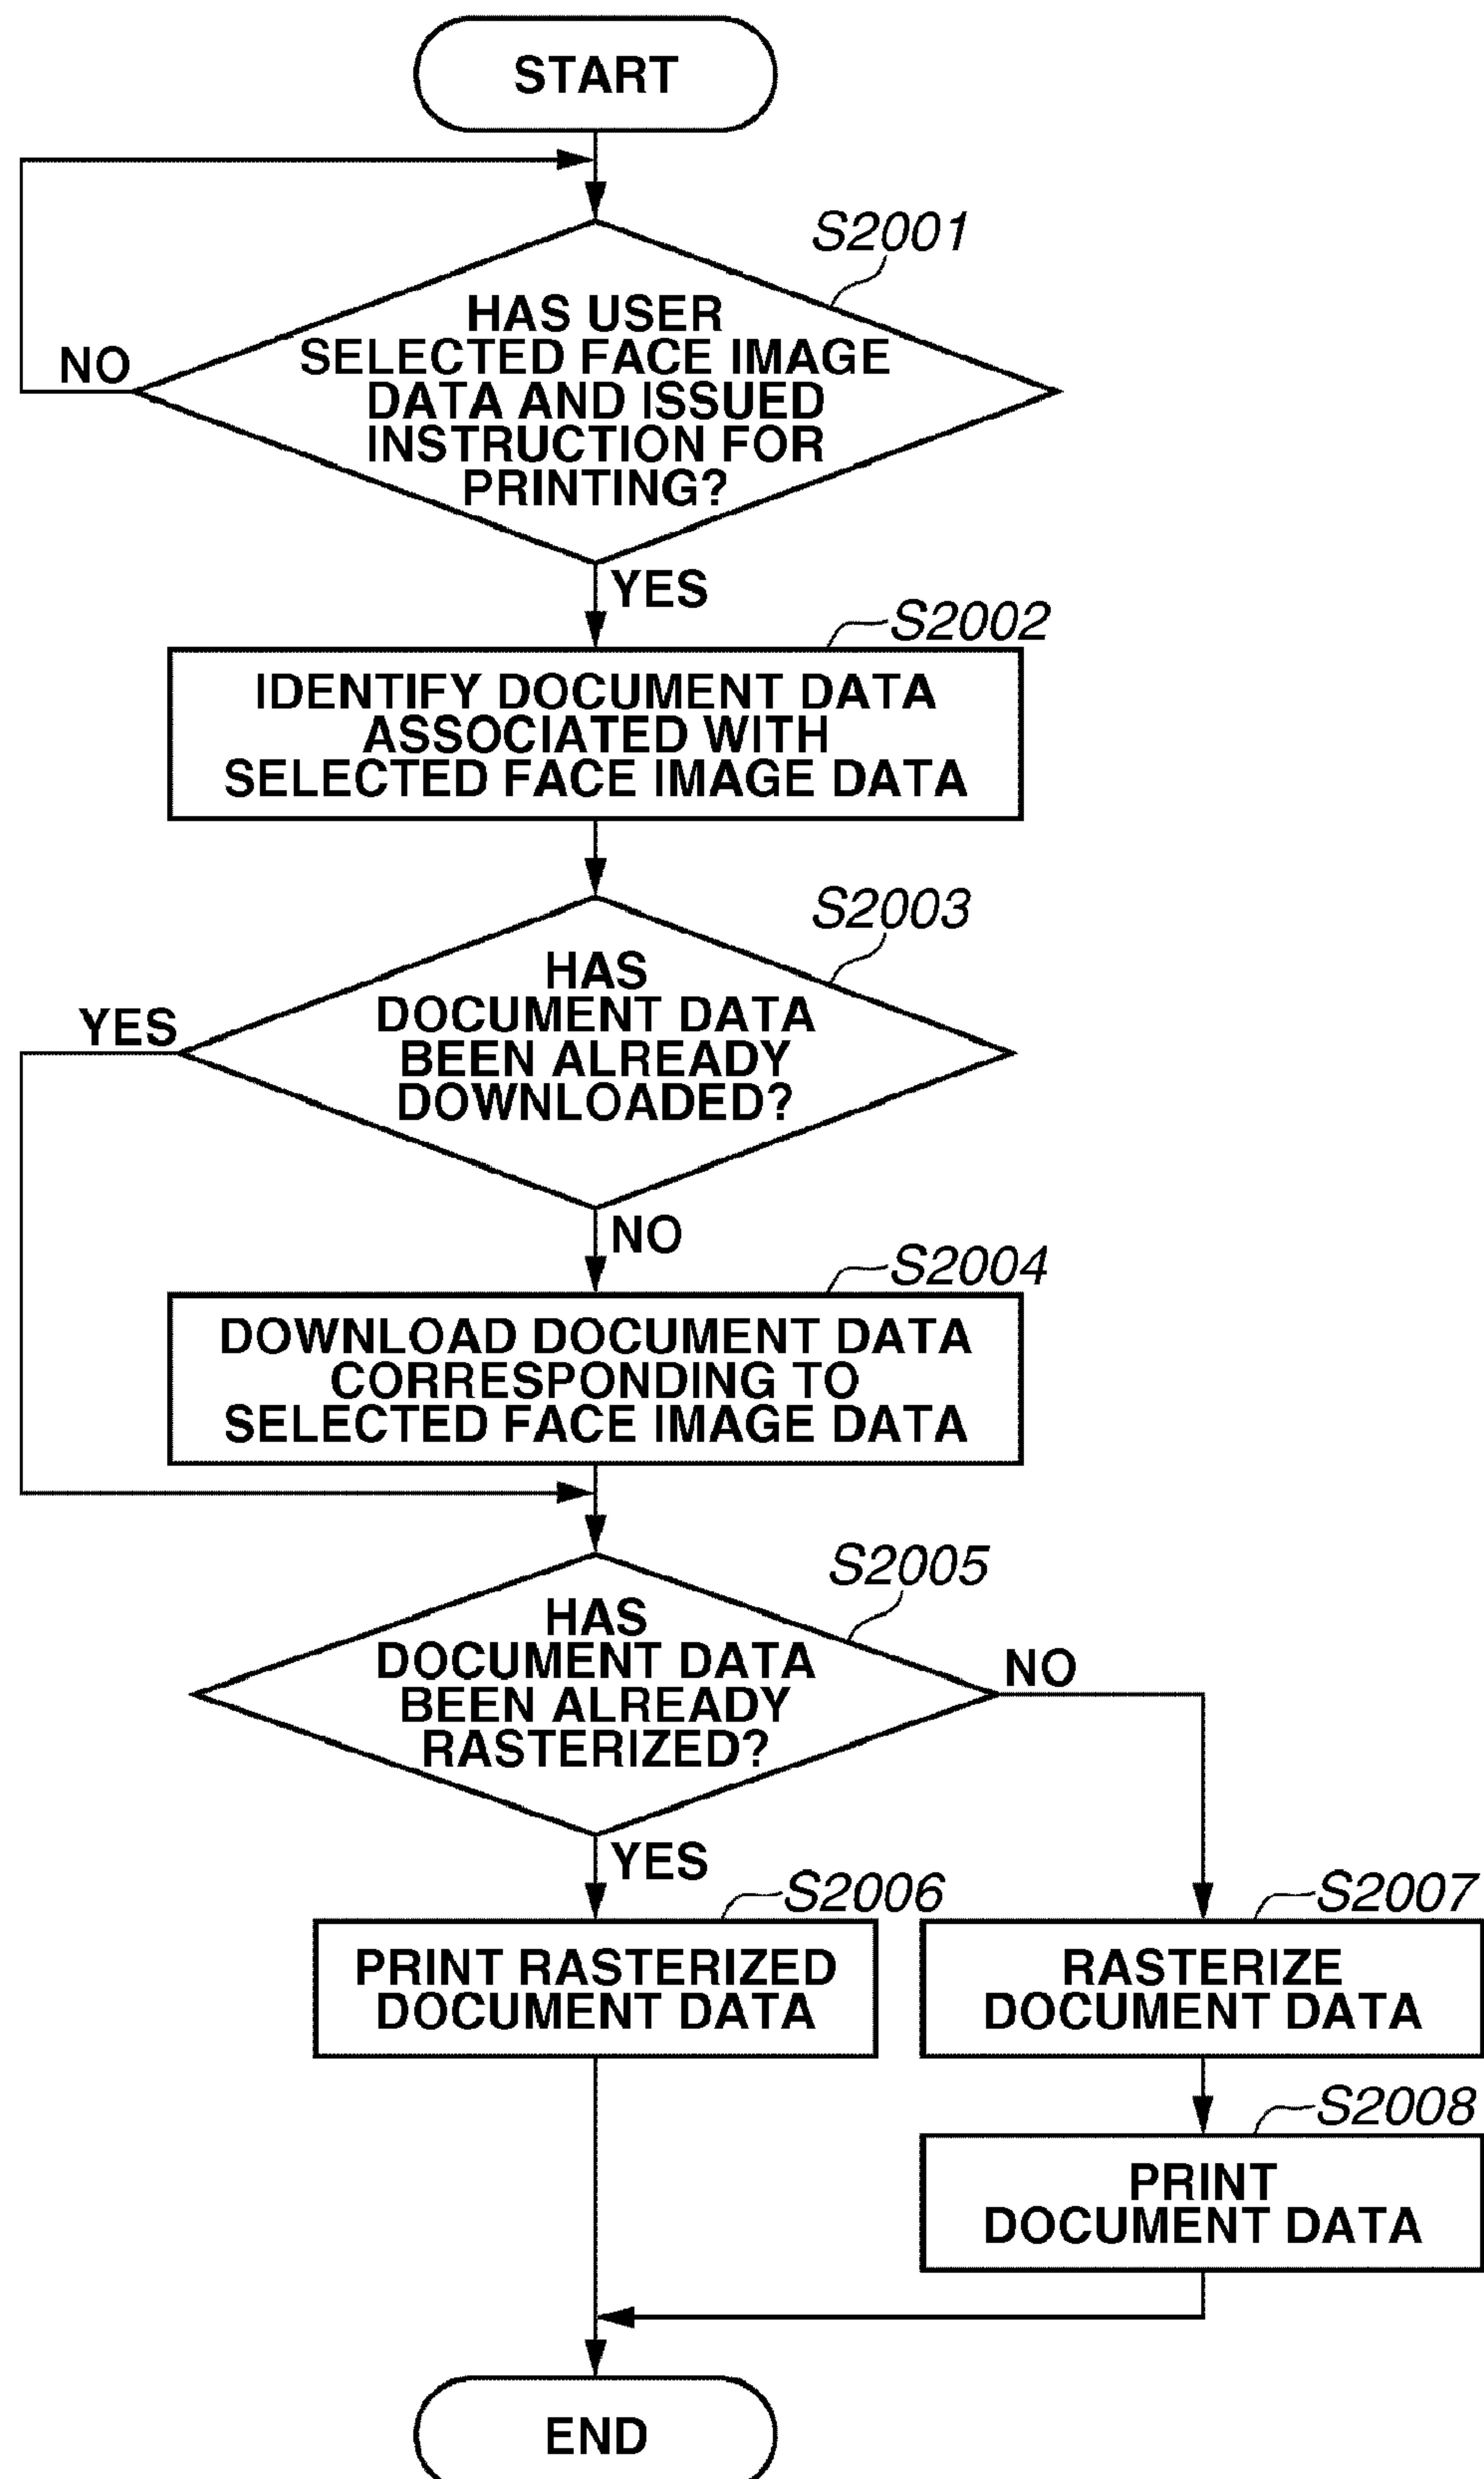 START
S2001
HAS USER
SELECTED FACE IMAGE
DATA AND ISSUED
INSTRUCTION FOR
PRINTING?
NO
YES
S2002
IDENTIFY DOCUMENT DATA
ASSOCIATED WITH
SELECTED FACE IMAGE DATA
S2003
HAS
DOCUMENT DATA
BEEN ALREADY
DOWNLOADED?
YES
NO
S2004
DOWNLOAD DOCUMENT DATA
CORRESPONDING TO
SELECTED FACE IMAGE DATA
S2005
HAS
DOCUMENT DATA
BEEN ALREADY
RASTERIZED?
NO
YES
S2006
PRINT RASTERIZED
DOCUMENT DATA
S2007
RASTERIZE
DOCUMENT DATA
S2008
PRINT
DOCUMENT DATA
END